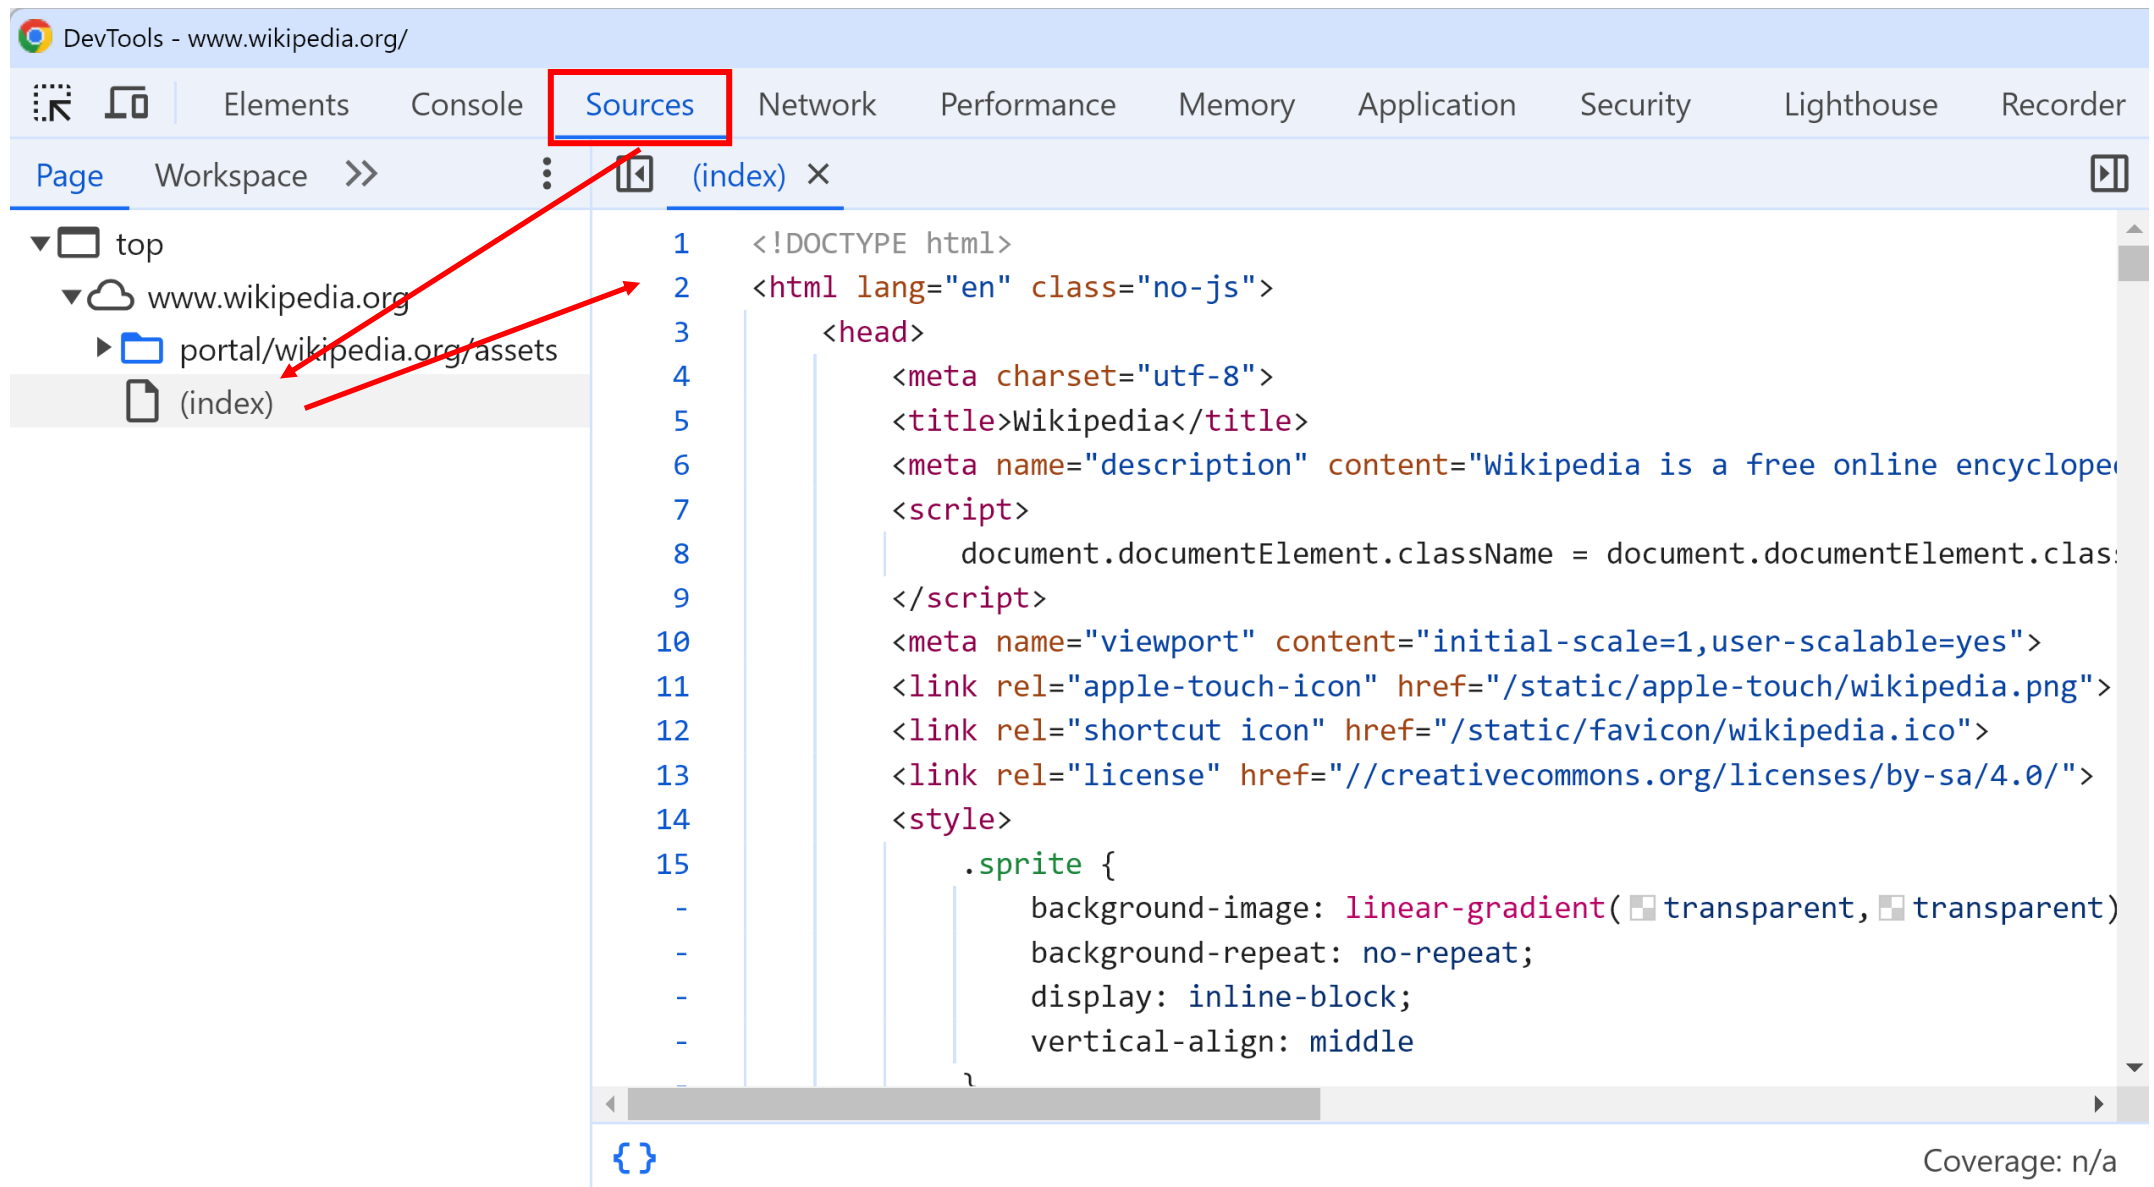 DevTools - www.wikipedia.org/
Elements Console Sources Network Performance Memory Application Security Lighthouse Recorder
Page Workspace
(index)
top
www.wikipedia.org
portal/wikipedia.org/assets
(index)
1 <!DOCTYPE html>
2 <html lang="en" class="no-js">
3 <head>
4 <meta charset="utf-8">
5 <title>Wikipedia</title>
6 <meta name="description" content="Wikipedia is a free online encycloped
7 <script>
8 document.documentElement.className = document.documentElement.clas
9 </script>
10 <meta name="viewport" content="initial-scale=1,user-scalable=yes">
11 <link rel="apple-touch-icon" href="/static/apple-touch/wikipedia.png">
12 <link rel="shortcut icon" href="/static/favicon/wikipedia.ico">
13 <link rel="license" href="//creativecommons.org/licenses/by-sa/4.0/">
14 <style>
15 .sprite {
- background-image: linear-gradient(transparent,transparent)
- background-repeat: no-repeat;
- display: inline-block;
- vertical-align: middle
- }
{ }
Coverage: n/a